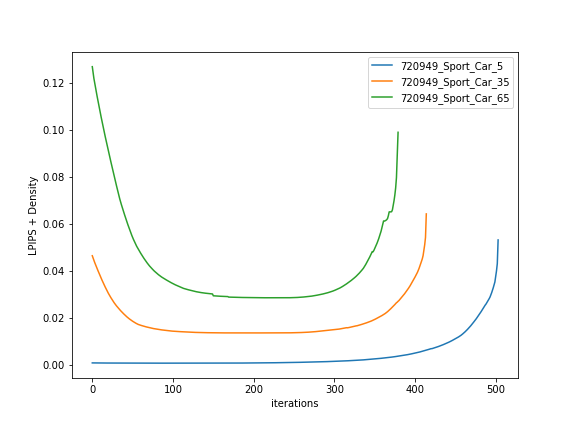 720949_Sport_Car_5
720949_Sport_Car_35
720949_Sport_Car_65
LPIPS + Density
0.12
0.10
0.08
0.06
0.04
0.02
0.00
0 100 200 300 400 500
iterations